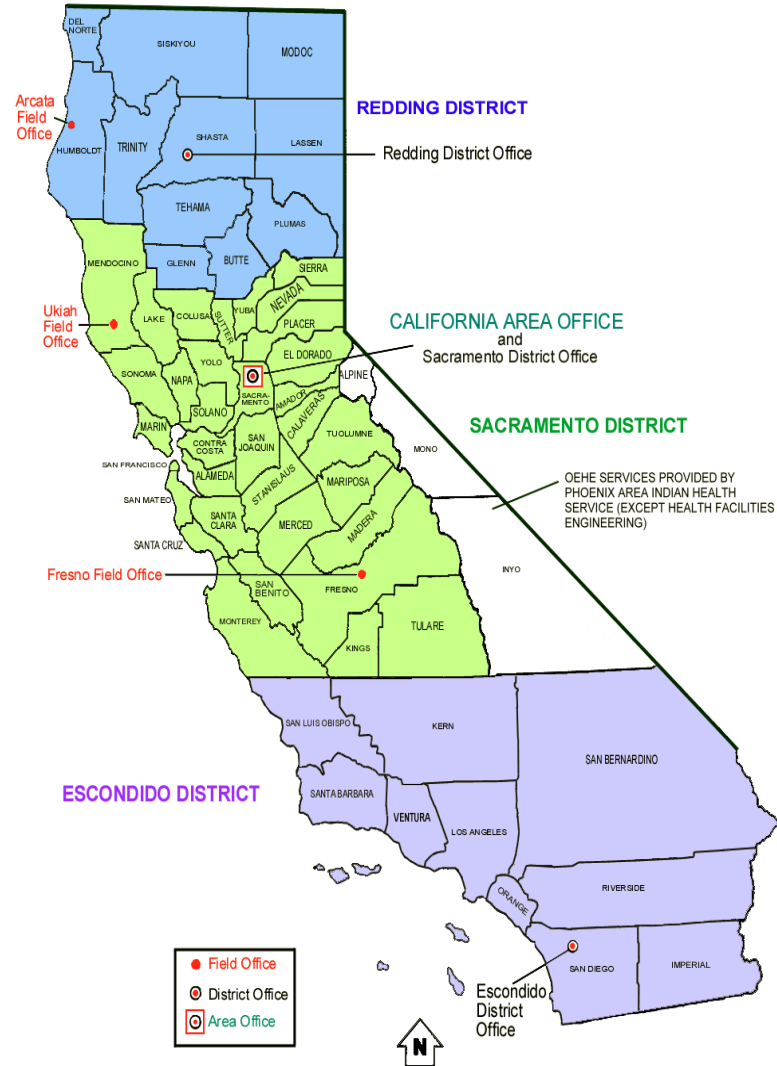 DEL
NORTE
SISKIYOU
MODOC
Arcata
Field
Office
REDDING DISTRICT
HUMBOLDT
TRINITY
SHASTA
LASSEN
Redding District Office
TEHAMA
PLUMAS
MENDOCINO
GLENN
BUTTE
SIERRA
Ukiah
Field
Office
LAKE
COLUSA
SUTTER
YUBA
NEVADA
PLACER
CALIFORNIA AREA OFFICE
and
Sacramento District Office
SONOMA
NAPA
YOLO
EL DORADO
ALPINE
SOLANO
SACRA-
MENTO
AMADOR
CALAVERAS
SACRAMENTO DISTRICT
MARIN
CONTRA
COSTA
SAN
JOAQUIN
TUOLUMNE
MONO
SAN FRANCISCO
ALAMEDA
STANISLAUS
MARIPOSA
OEHE SERVICES PROVIDED BY
PHOENIX AREA INDIAN HEALTH
SERVICE (EXCEPT HEALTH FACILITIES
ENGINEERING)
SAN MATEO
SANTA
CLARA
MERCED
MADERA
SANTA CRUZ
Fresno Field Office
SAN
BENITO
FRESNO
INYO
MONTEREY
TULARE
KINGS
SAN LUIS OBISPO
KERN
SAN BERNARDINO
ESCONDIDO DISTRICT
SANTA BARBARA
VENTURA
LOS ANGELES
ORANGE
RIVERSIDE
SAN DIEGO
IMPERIAL
Escondido
District
Office
Field Office
District Office
Area Office
N